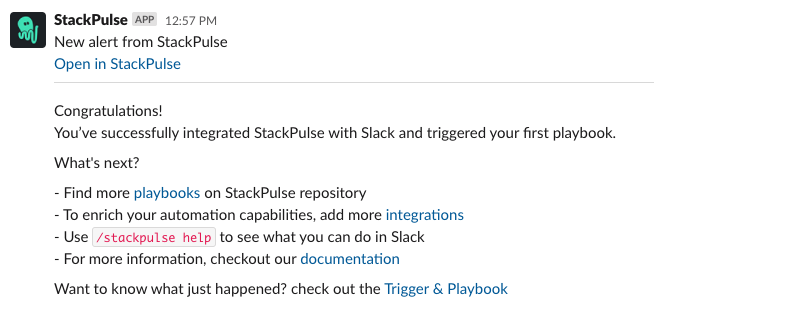 StackPulse APP 12:57 PM
New alert from StackPulse
Open in StackPulse
Congratulations!
You’ve successfully integrated StackPulse with Slack and triggered your first playbook.
What's next?
- Find more playbooks on StackPulse repository
- To enrich your automation capabilities, add more integrations
- Use /stackpulse help to see what you can do in Slack
- For more information, checkout our documentation
Want to know what just happened? check out the Trigger & Playbook